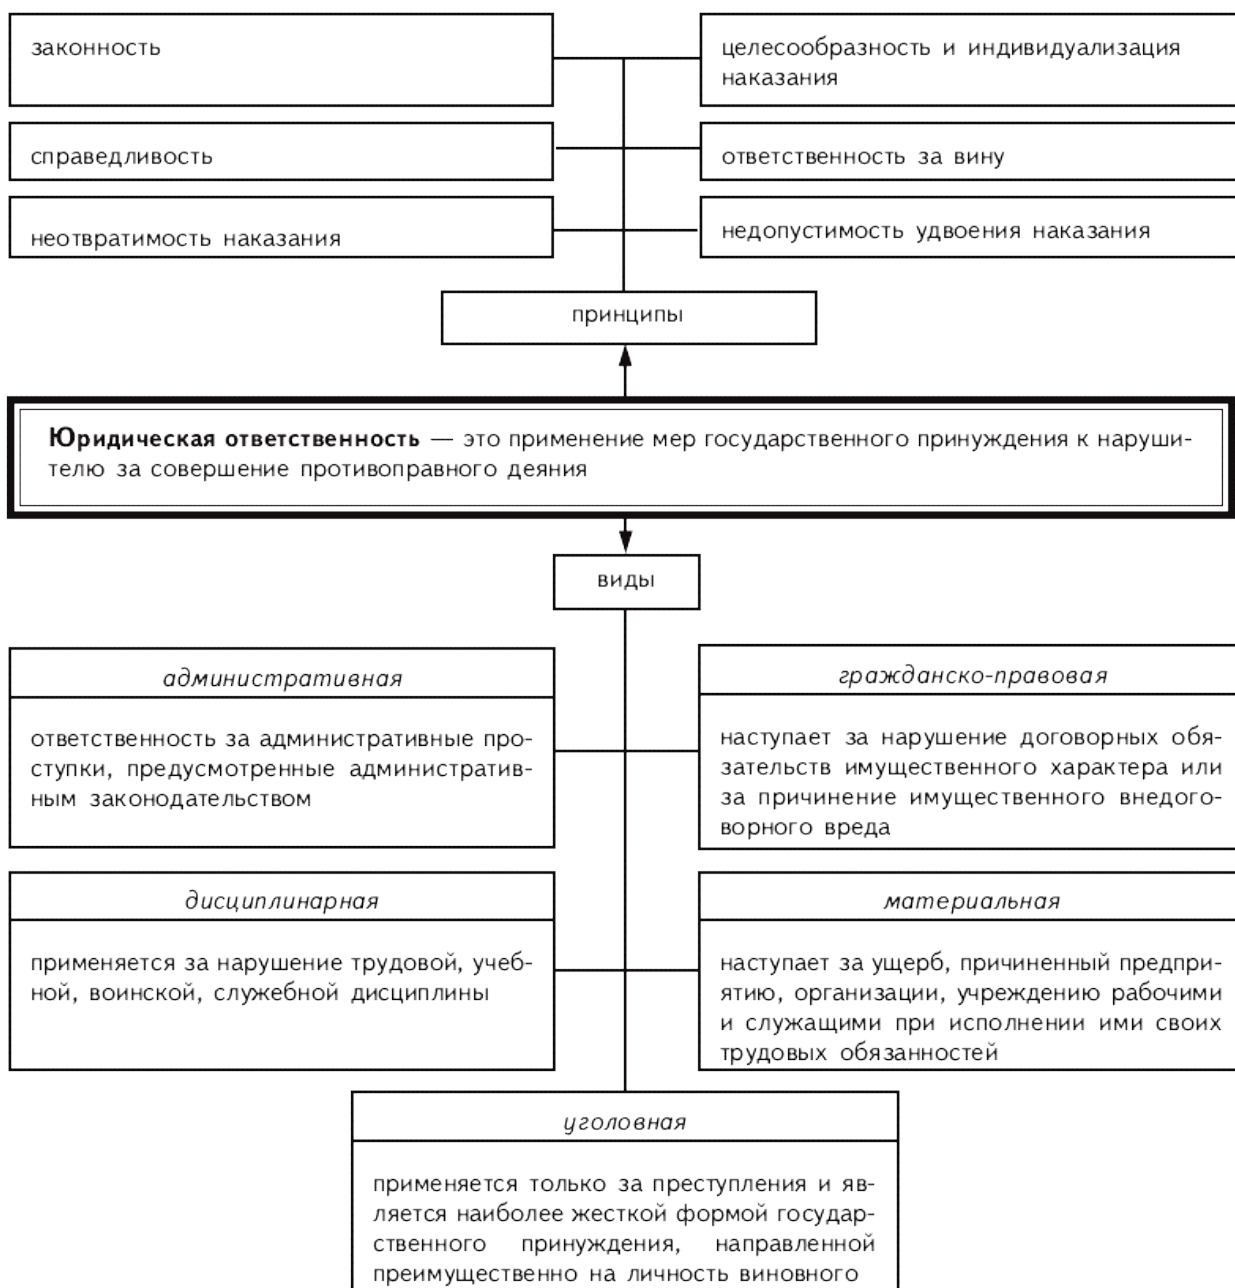 законность
целесообразность и индивидуализация
наказания
справедливость
ответственность за вину
неотвратимость наказания
недопустимость удвоения наказания
принципы
Юридическая ответственность — это применение мер государственного принуждения к наруши-
телю за совершение противоправного деяния
виды
административная
ответственность за административные про-
ступки, предусмотренные административ-
ным законодательством
гражданско-правовая
наступает за нарушение договорных обя-
зательств имущественного характера или
за причинение имущественного внедого-
ворного вреда
дисциплинарная
применяется за нарушение трудовой, учеб-
ной, воинской, служебной дисциплины
материальная
наступает за ущерб, причиненный предпри-
ятию, организации, учреждению рабочими
и служащими при исполнении ими своих
трудовых обязанностей
уголовная
применяется только за преступления и яв-
ляется наиболее жесткой формой государ-
ственного принуждения, направленной
преимущественно на личность виновного